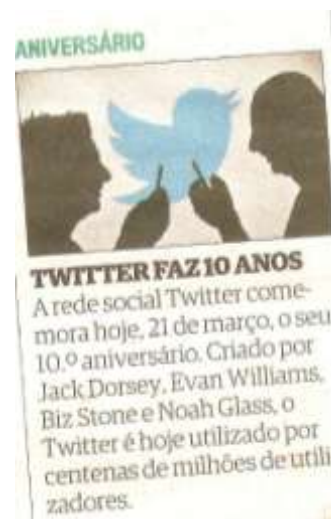 ANIVERSÁRIO
TWITTER FAZ 10 ANOS
A rede social Twitter come-
mora hoje, 21 de março, o seu
10.º aniversário. Criado por
Jack Dorsey, Evan Williams,
Biz Stone e Noah Glass, o
Twitter é hoje utilizado por
centenas de milhões de utili
zadores.